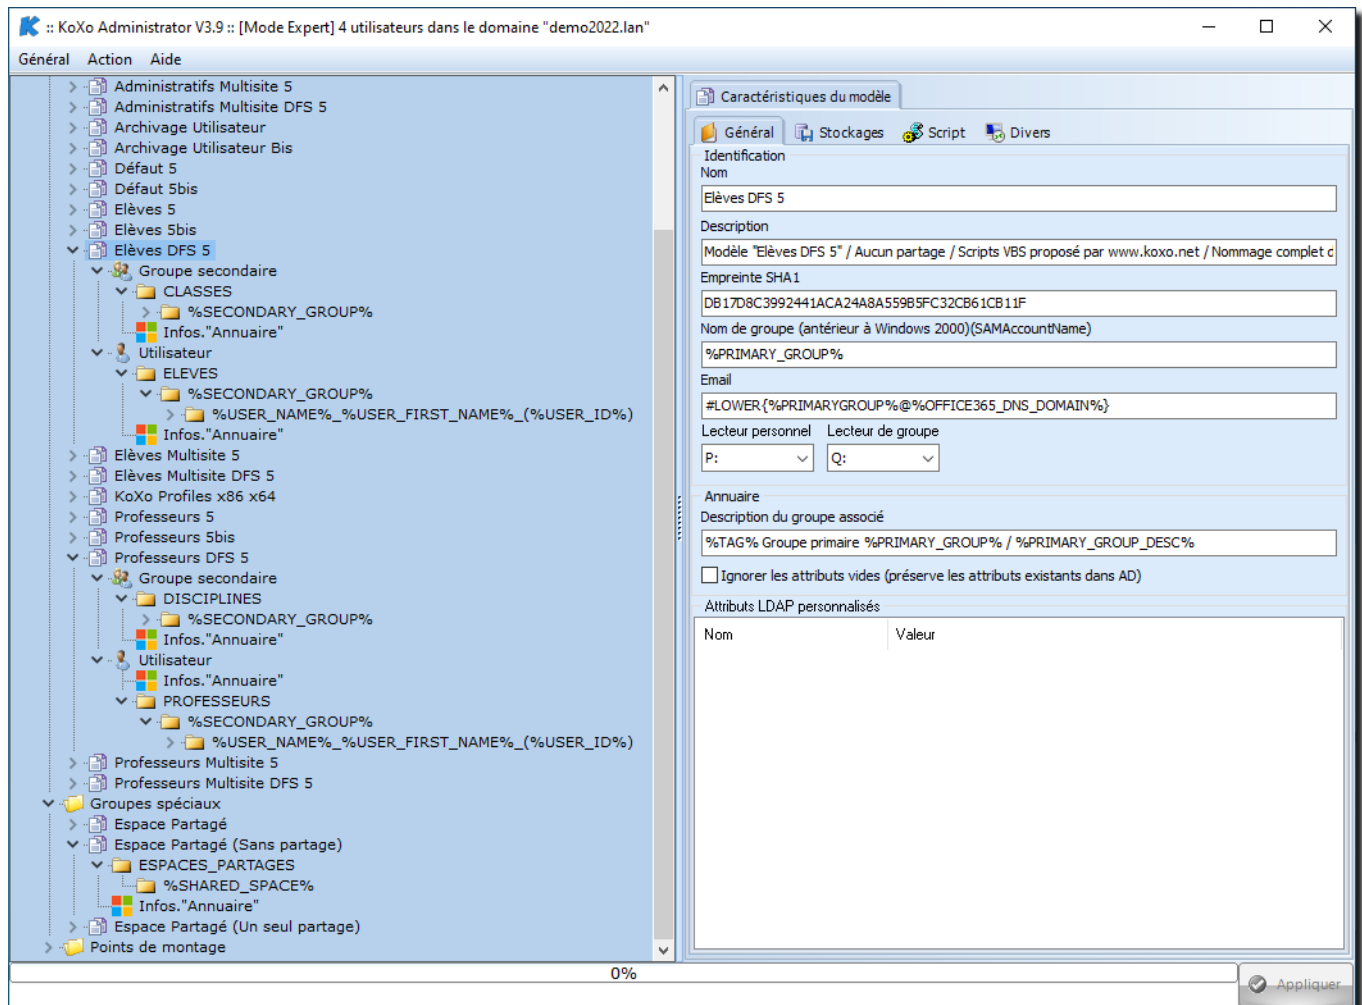 :: KoXo Administrator V3.9 :: [Mode Expert] 4 utilisateurs dans le domaine "demo2022.lan"
Général Action Aide
Administratifs Multisite 5
Administratifs Multisite DFS 5
Archivage Utilisateur
Archivage Utilisateur Bis
Défaut 5
Défaut 5bis
Elèves 5
Elèves 5bis
Elèves DFS 5
Groupe secondaire
CLASSES
%SECONDARY_GROUP%
Infos."Annuaire"
Utilisateur
ELEVES
%SECONDARY_GROUP%
%USER_NAME%_%USER_FIRST_NAME%_(%USER_ID%)
Infos."Annuaire"
Elèves Multisite 5
Elèves Multisite DFS 5
KoXo Profiles x86 x64
Professeurs 5
Professeurs 5bis
Professeurs DFS 5
Groupe secondaire
DISCIPLINES
%SECONDARY_GROUP%
Infos."Annuaire"
Utilisateur
Infos."Annuaire"
PROFESSEURS
%SECONDARY_GROUP%
%USER_NAME%_%USER_FIRST_NAME%_(%USER_ID%)
Professeurs Multisite 5
Professeurs Multisite DFS 5
Groupes spéciaux
Espace Partagé
Espace Partagé (Sans partage)
ESPACES_PARTAGES
%SHARED_SPACE%
Infos."Annuaire"
Espace Partagé (Un seul partage)
Points de montage
Caractéristiques du modèle
Général Stockages Script Divers
Identification
Nom
Elèves DFS 5
Description
Modèle "Elèves DFS 5" / Aucun partage / Scripts VBS proposé par www.koxo.net / Nommage complet d
Empreinte SHA1
DB17D8C3992441ACA24A8A559B5FC32CB61CB11F
Nom de groupe (antérieur à Windows 2000)(SAMAccountName)
%PRIMARY_GROUP%
Email
#LOWER{%PRIMARYGROUP%@%OFFICE365_DNS_DOMAIN%}
Lecteur personnel Lecteur de groupe
P: Q:
Annuaire
Description du groupe associé
%TAG% Groupe primaire %PRIMARY_GROUP% / %PRIMARY_GROUP_DESC%
Ignorer les attributs vides (préserve les attributs existants dans AD)
Attributs LDAP personnalisés
Nom Valeur
0%
Appliquer